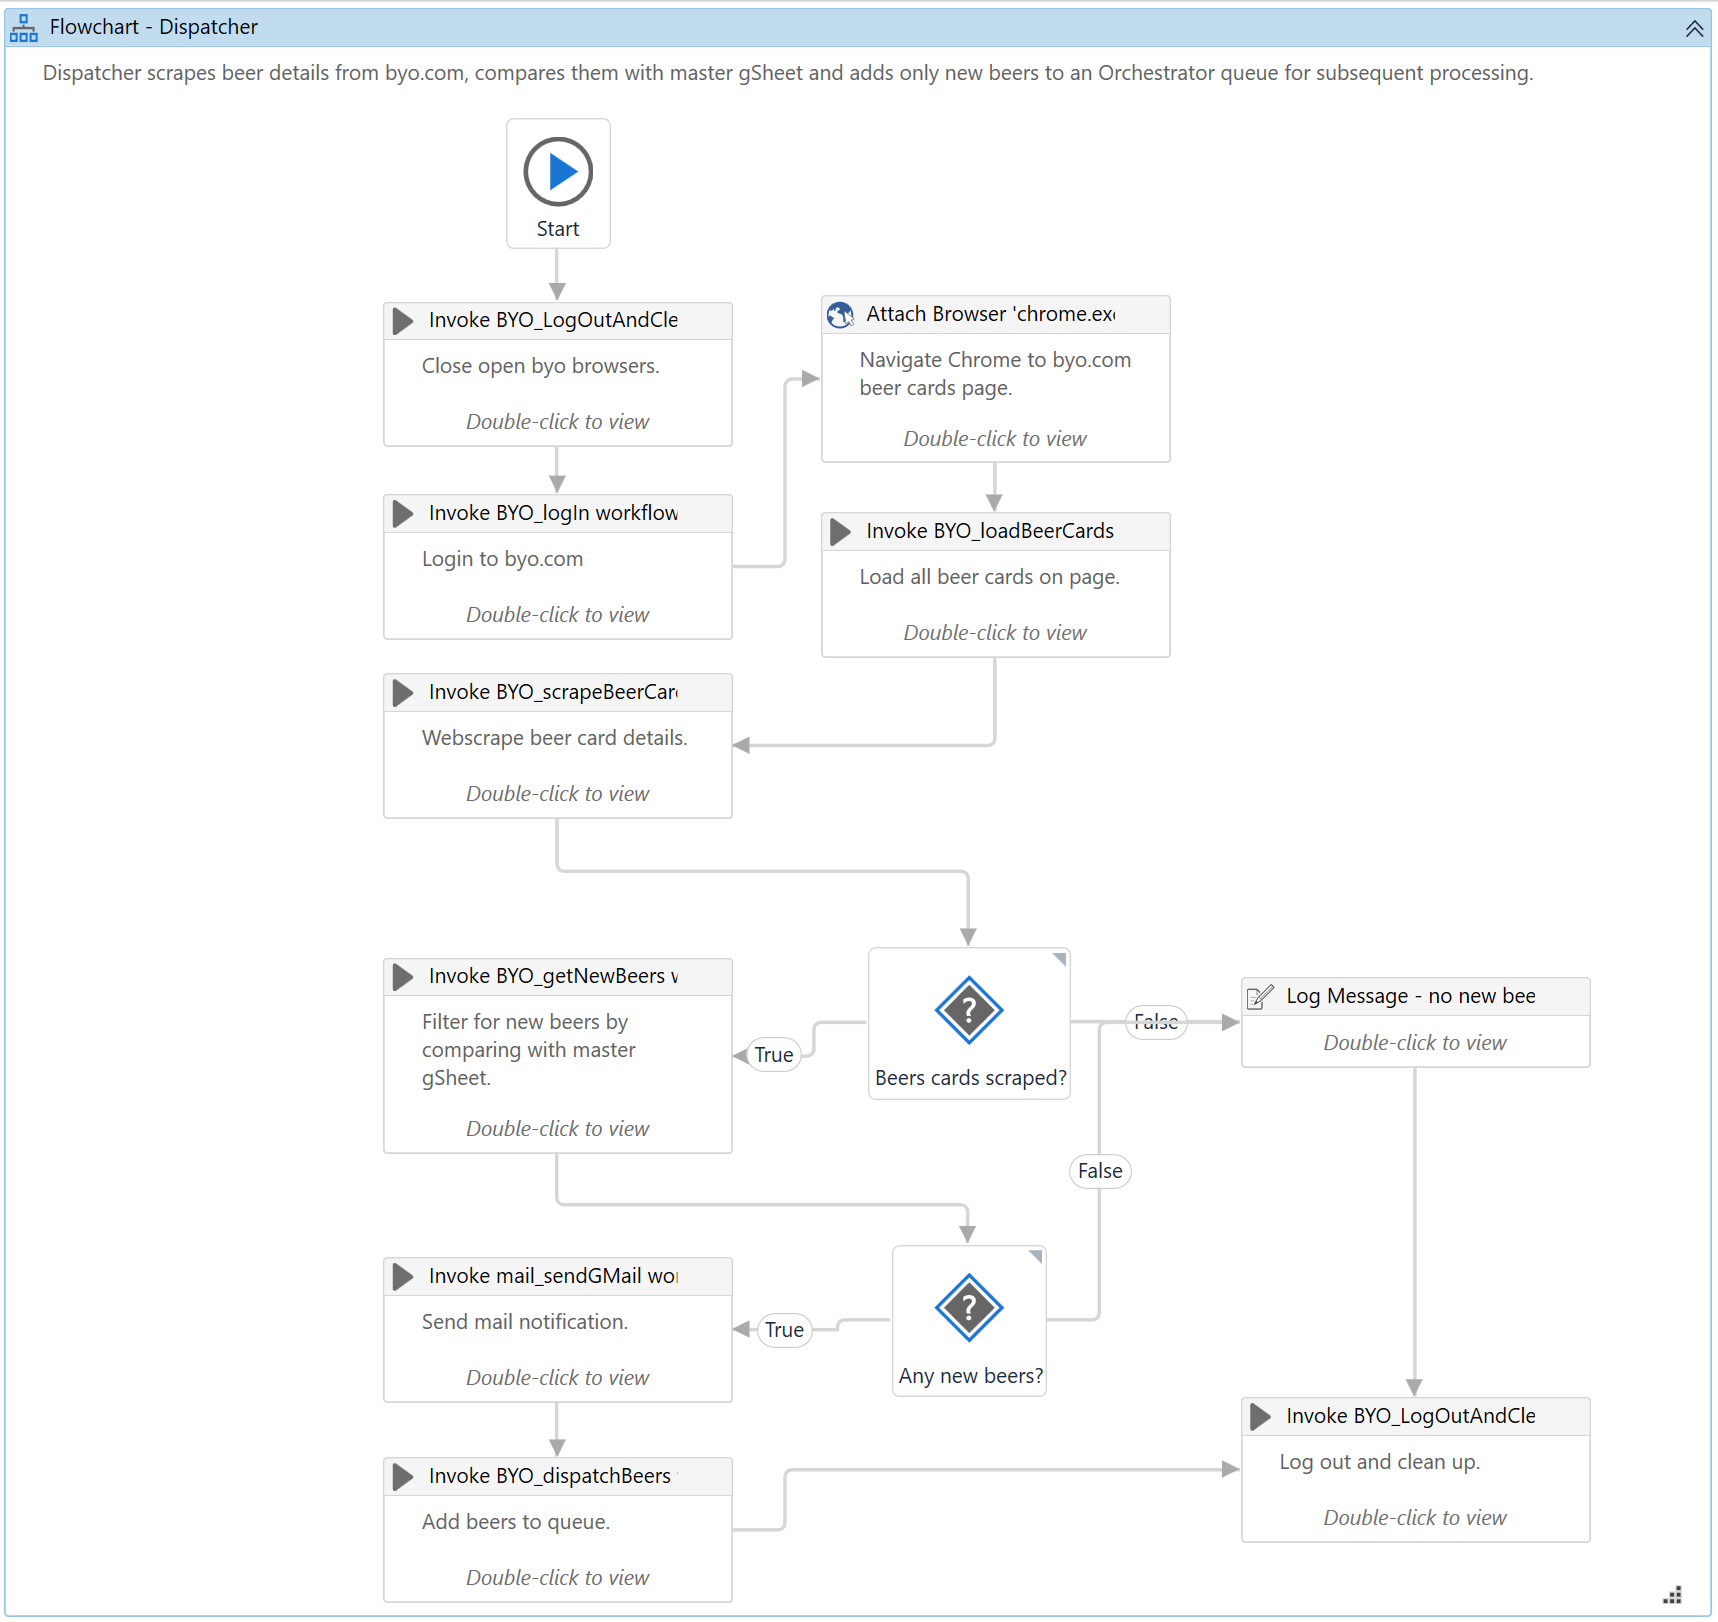 Flowchart - Dispatcher
Dispatcher scrapes beer details from byo.com, compares them with master gSheet and adds only new beers to an Orchestrator queue for subsequent processing.
Start
Invoke BYO_LogOutAndCle
Close open byo browsers.
Double-click to view
Attach Browser 'chrome.exe
Navigate Chrome to byo.com
beer cards page.
Double-click to view
Invoke BYO_logIn workflow
Login to byo.com
Double-click to view
Invoke BYO_loadBeerCards
Load all beer cards on page.
Double-click to view
Invoke BYO_scrapeBeerCard
Webscrape beer card details.
Double-click to view
Invoke BYO_getNewBeers w
Filter for new beers by
comparing with master
gSheet.
Double-click to view
True
?
Beers cards scraped?
False
Log Message - no new bee
Double-click to view
False
Invoke mail_sendGMail wor
Send mail notification.
Double-click to view
True
?
Any new beers?
Invoke BYO_dispatchBeers
Add beers to queue.
Double-click to view
Invoke BYO_LogOutAndCle
Log out and clean up.
Double-click to view